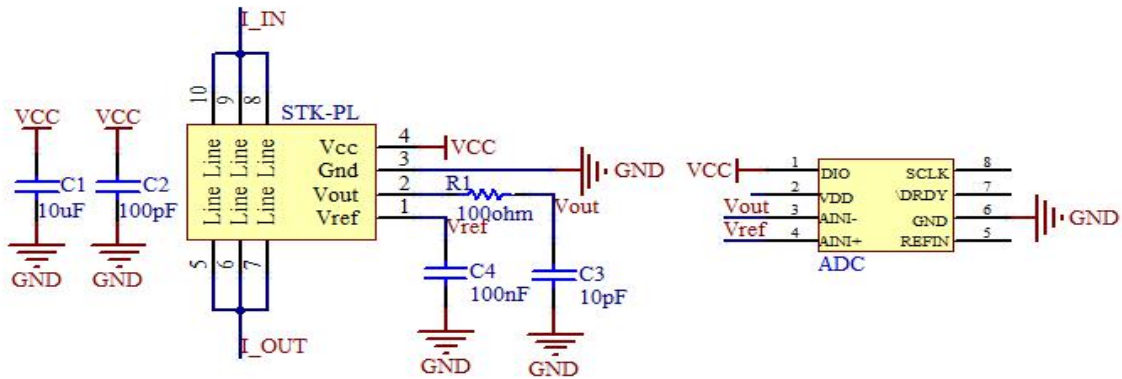 I_IN
10 9 8
STK-PL
VCC
C1
10uF
GND
VCC
C2
100pF
GND
Line Line
Line Line
Line Line
Vcc
Gnd
Vout
Vref
4
3
2
1
VCC
GND
R1
100ohm
Vout
Vref
C4
100nF
GND
C3
10pF
GND
5 6 7
I_OUT
VCC
Vout
Vref
1
2
3
4
DIO
VDD
AINI-
AINI+
SCLK
\DRDY
GND
REFIN
8
7
6
5
GND
ADC